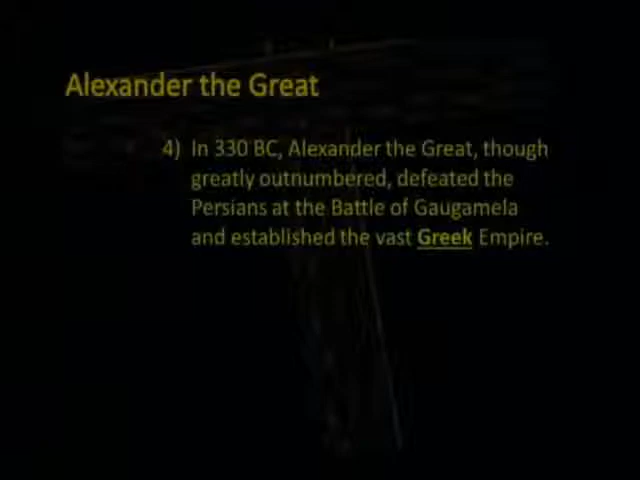 Alexander the Great
4) In 330 BC, Alexander the Great, though
greatly outnumbered, defeated the
Persians at the Battle of Gaugamela
and established the vast Greek Empire.